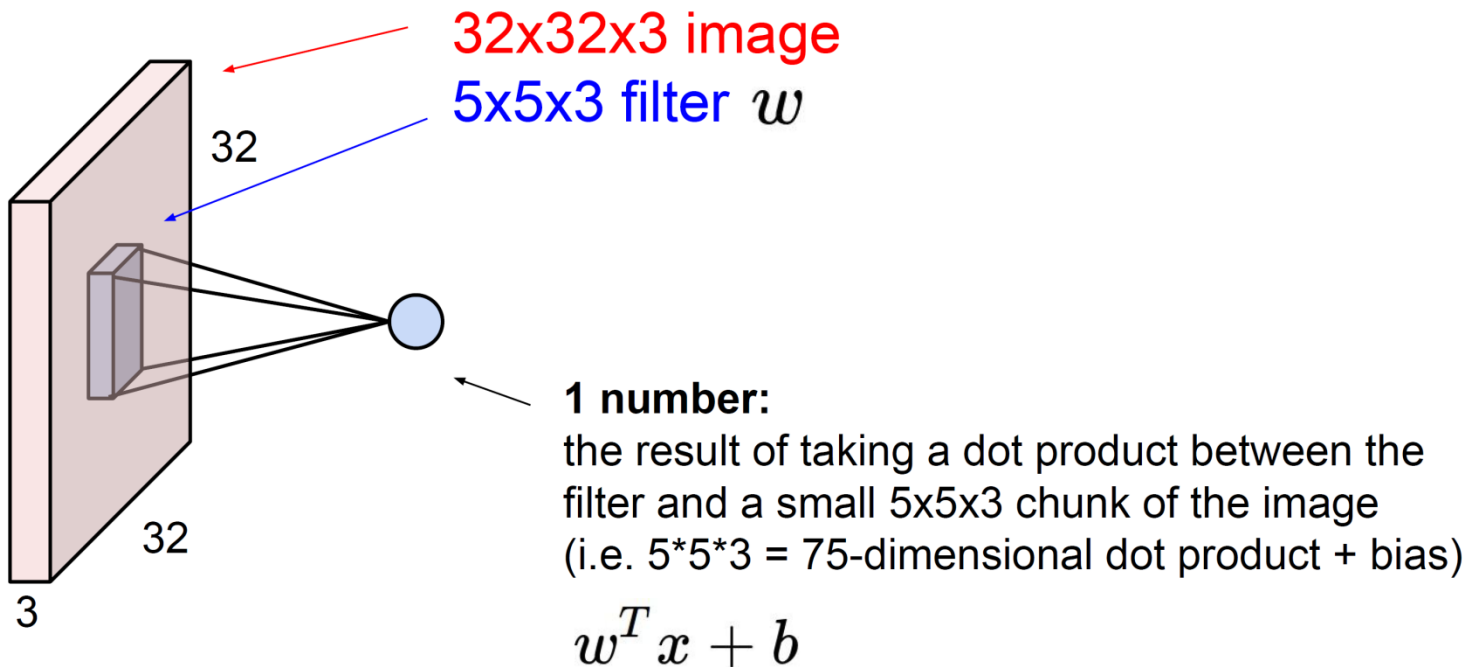 32x32x3 image
5x5x3 filter w
32
32
3
1 number:
the result of taking a dot product between the
filter and a small 5x5x3 chunk of the image
(i.e. 5*5*3 = 75-dimensional dot product + bias)
w^T x + b